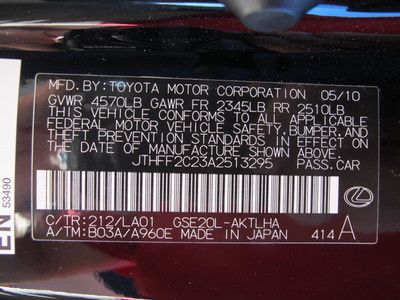 MFD.BY:TOYOTA MOTOR CORPORATION 05/10
GVWR 4570LB GAWR FR 2345LB RR 2510LB
THIS VEHICLE CONFORMS TO ALL APPLICABLE
FEDERAL MOTOR VEHICLE SAFETY, BUMPER, AND
THEFT PREVENTION STANDARDS IN EFFECT ON
THE DATE OF MANUFACTURE SHOWN ABOVE.
JTHFF2C23A2513295 PASS.CAR
C/TR:212/LA01 GSE20L-AKTLHA
A/TM:B03A/A960E MADE IN JAPAN 414 A
53490
EN